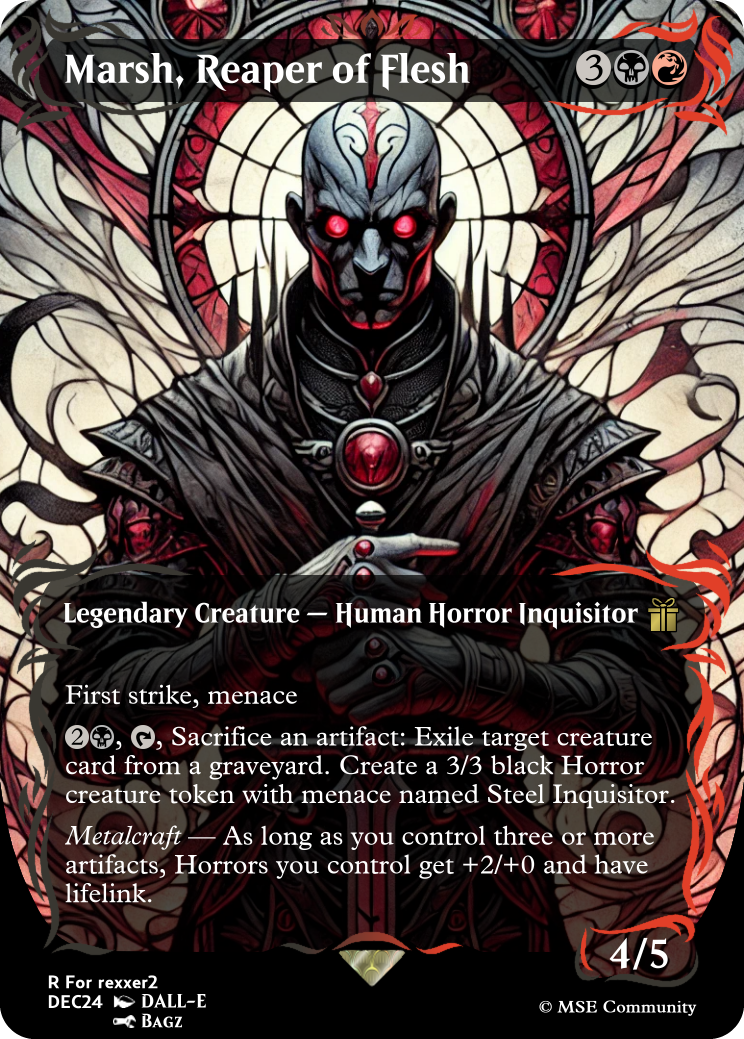 Marsh, Reaper of Flesh 3
Legendary Creature — Human Horror Inquisitor
First strike, menace
2, , Sacrifice an artifact: Exile target creature
card from a graveyard. Create a 3/3 black Horror
creature token with menace named Steel Inquisitor.
Metalcraft — As long as you control three or more
artifacts, Horrors you control get +2/+0 and have
lifelink.
4/5
R For rexxer2
DEC24 DALL-E
Bagz
© MSE Community